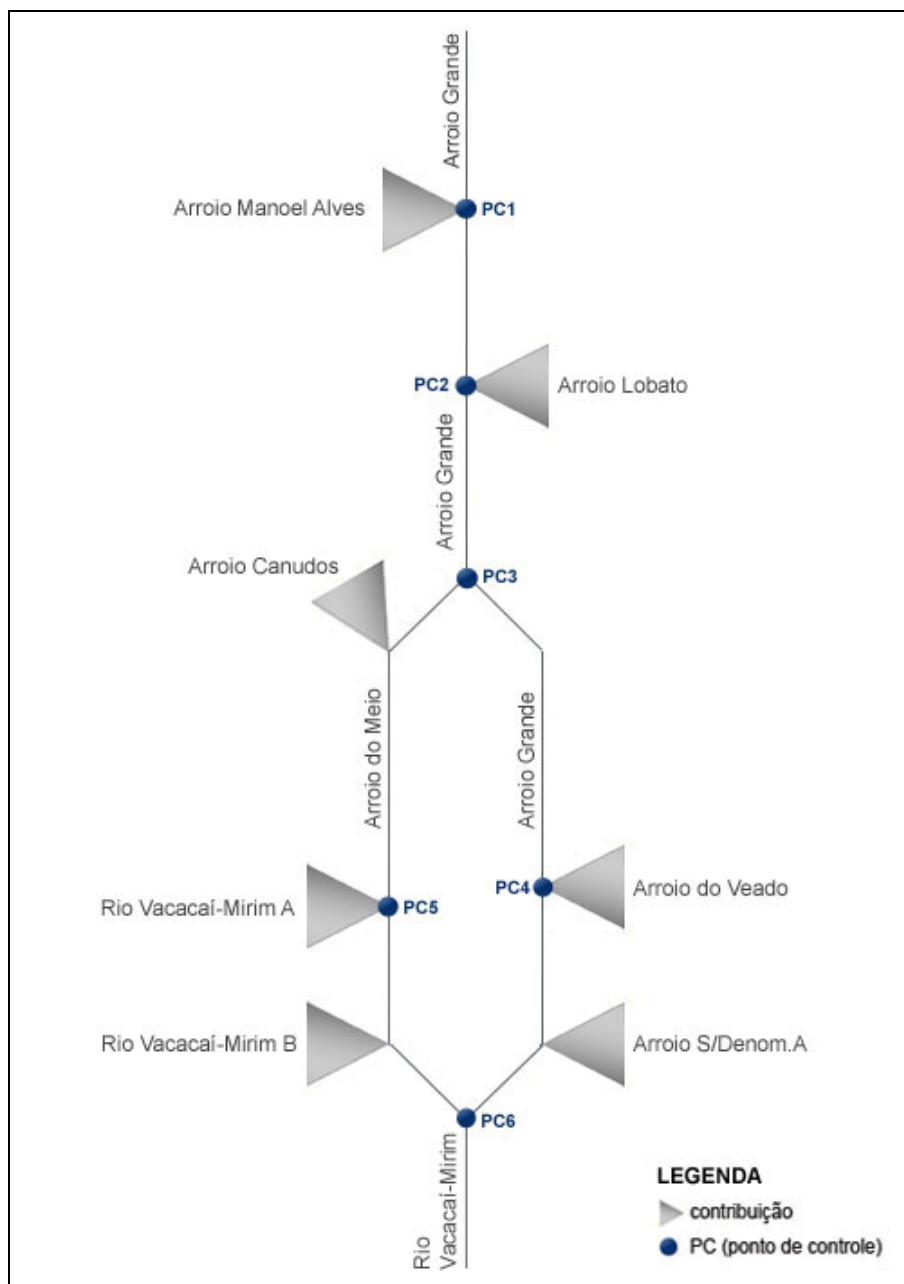 Arroio Grande
Arroio Manoel Alves
PC1
PC2
Arroio Lobato
Arroio Grande
Arroio Canudos
PC3
Arroio do Meio
Arroio Grande
Rio Vacacaí-Mirim A
PC5
PC4
Arroio do Veado
Rio Vacacaí-Mirim B
Arroio S/Denom.A
PC6
Rio
Vacacaí-Mirim
LEGENDA
contribuição
PC (ponto de controle)